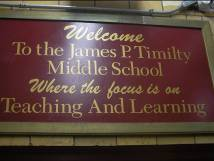 Welcome
To the James P. Timilty
Middle School
Where the focus is on
Teaching And Learning